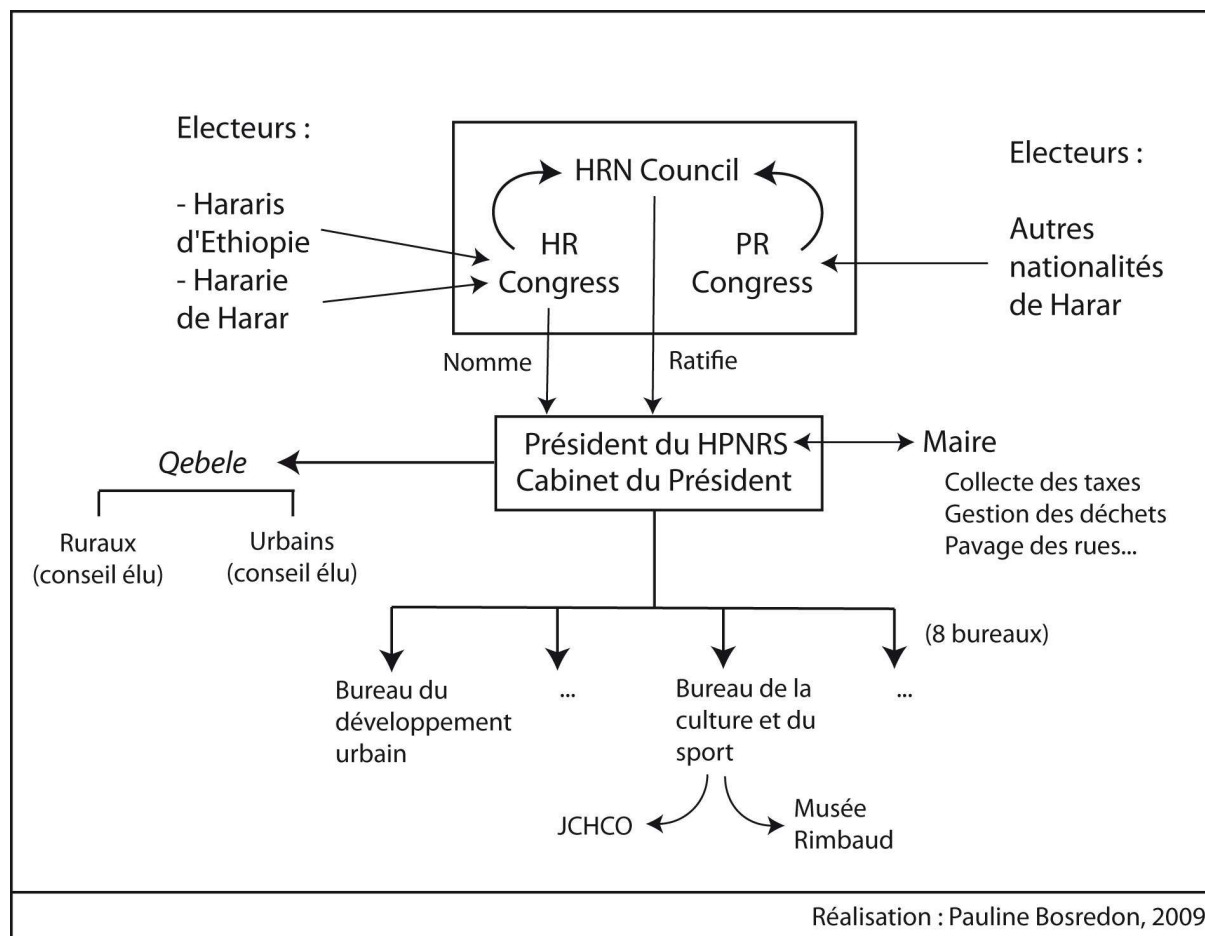 Electeurs :
- Hararis
d'Ethiopie
- Hararie
de Harar
HRN Council
HR
Congress
PR
Congress
Electeurs :
Autres
nationalités
de Harar
Nomme
Ratifie
Président du HPNRS
Cabinet du Président
Maire
Collecte des taxes
Gestion des déchets
Pavage des rues...
Qebele
Ruraux
(conseil élu)
Urbains
(conseil élu)
(8 bureaux)
Bureau du
développement
urbain
...
Bureau de la
culture et du
sport
...
JCHCO
Musée
Rimbaud
Réalisation : Pauline Bosredon, 2009